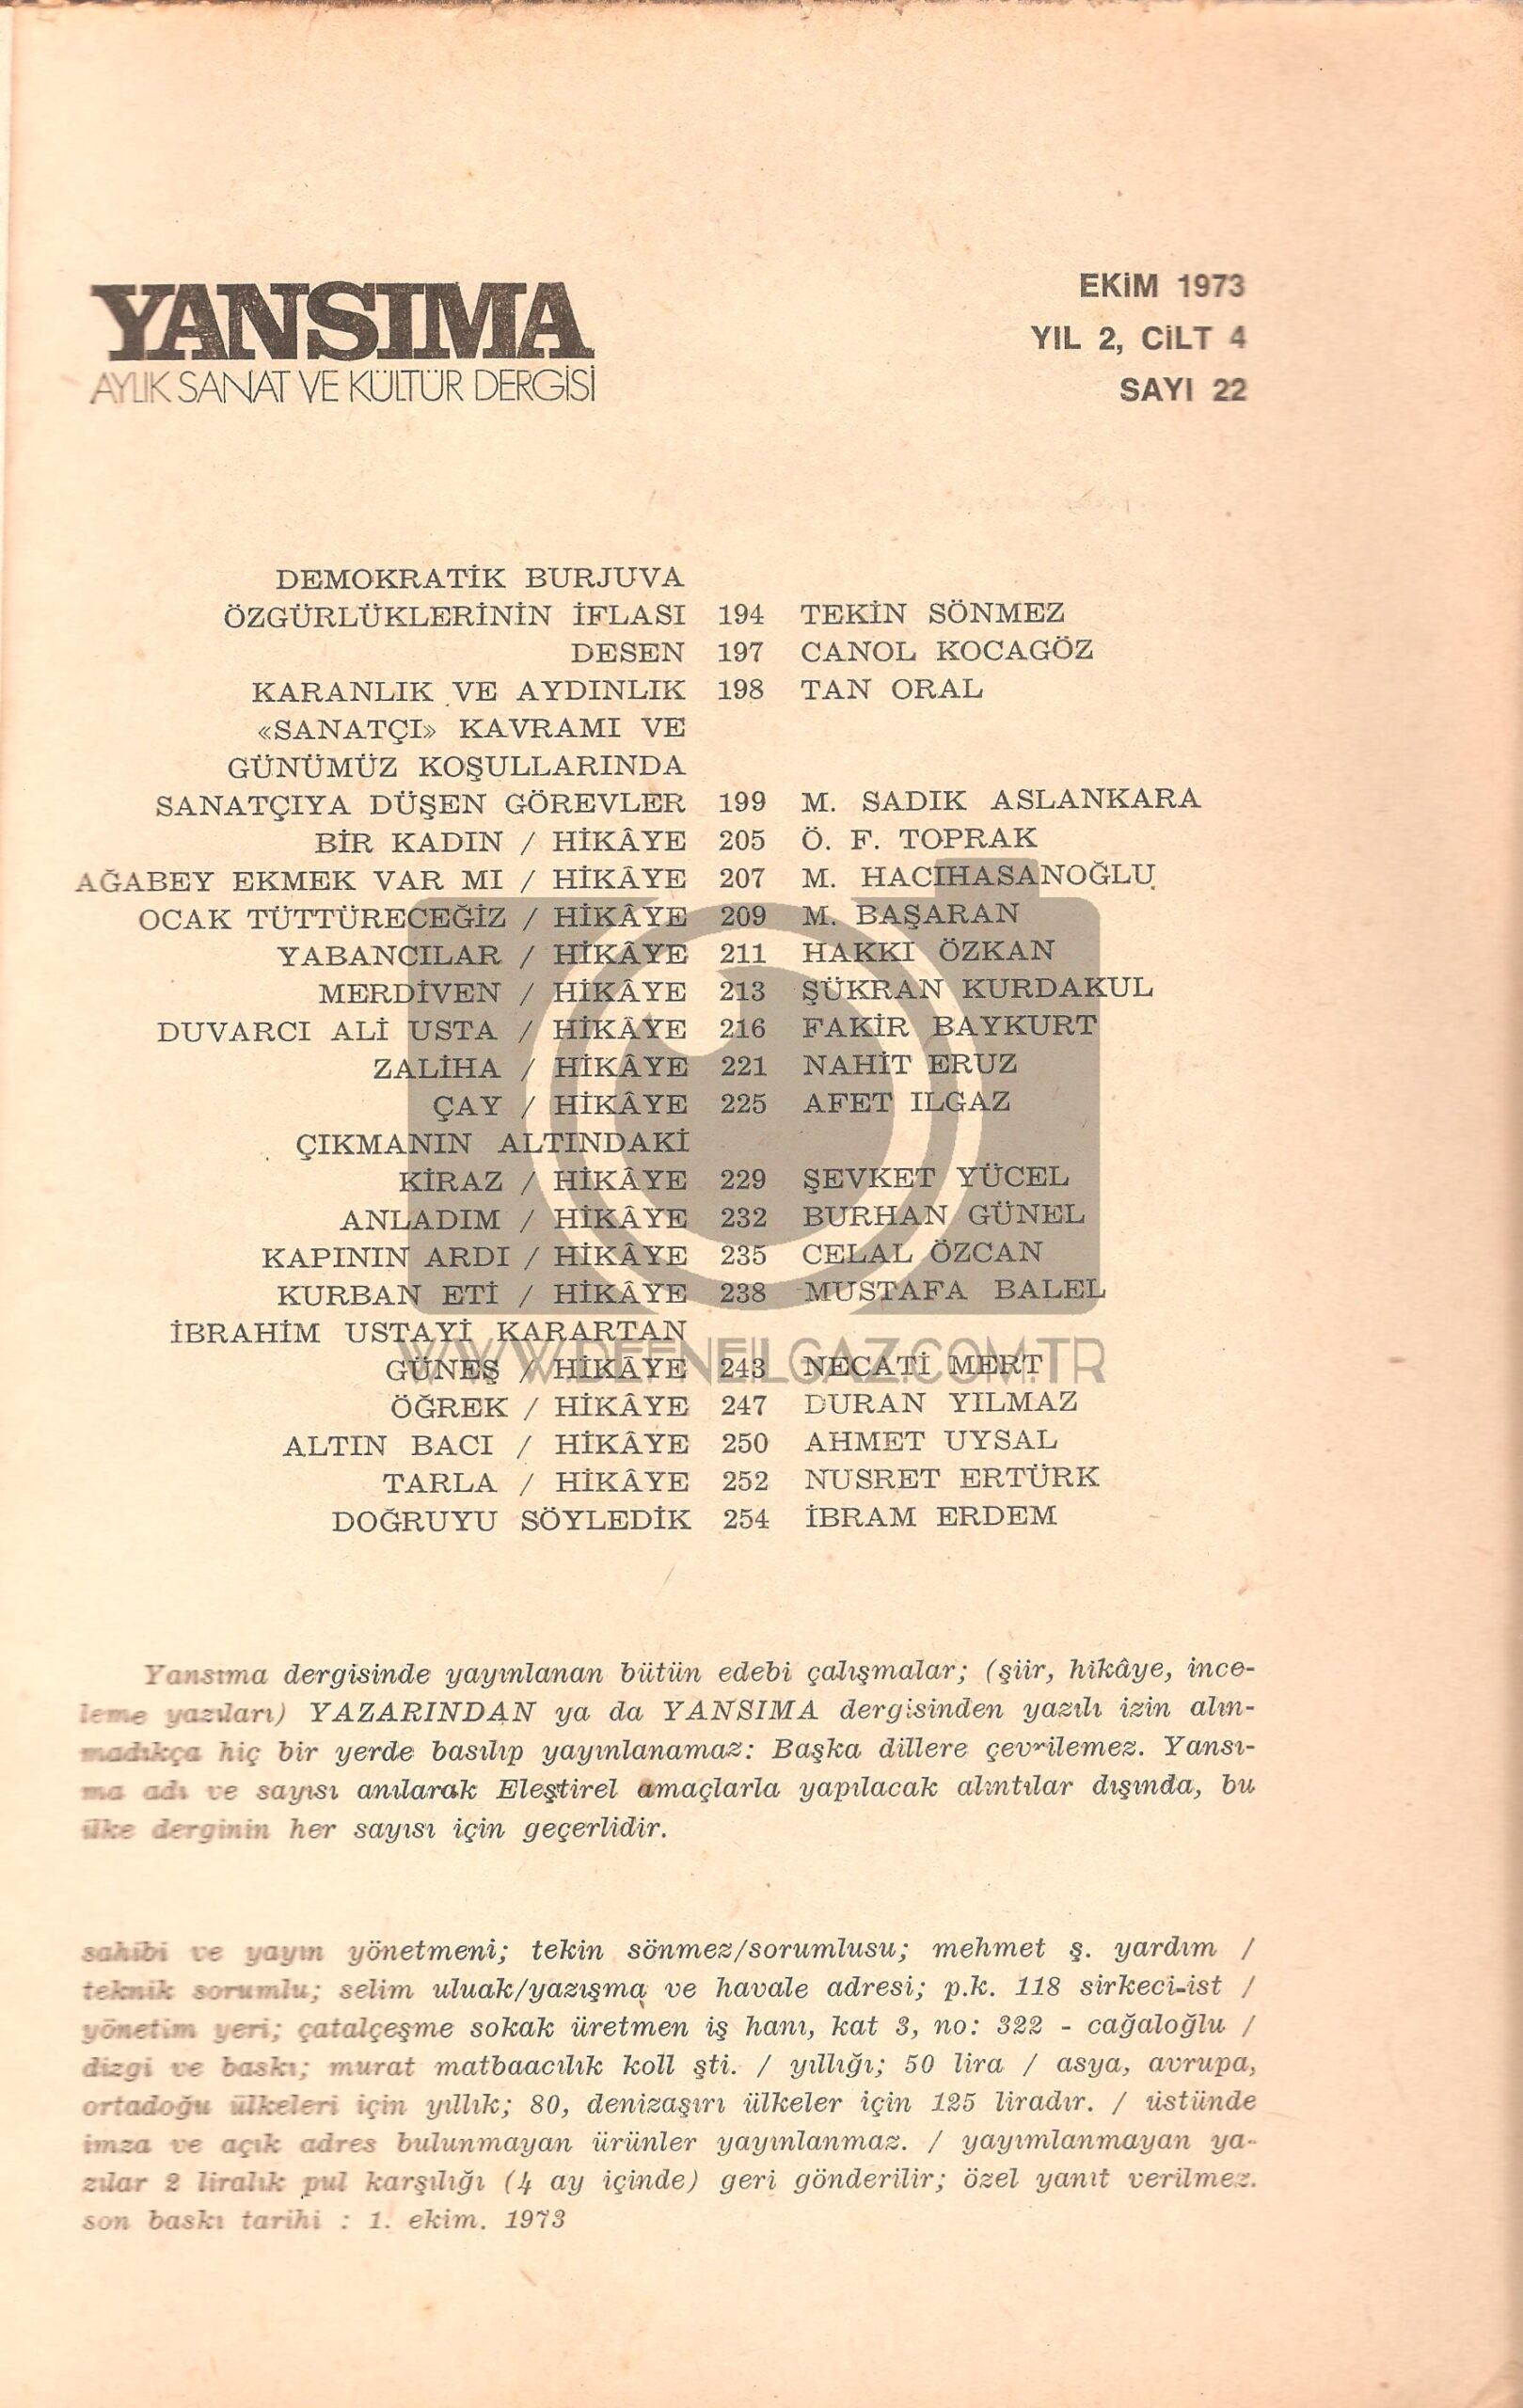 YANSIMA
AYLIK SANAT VE KÜLTÜR DERGİSİ
EKİM 1973
YIL 2, CİLT 4
SAYI 22
DEMOKRATİK BURJUVA
ÖZGÜRLÜKLERİNİN İFLASI 194 TEKİN SÖNMEZ
DESEN 197 CANOL KOCAGÖZ
KARANLIK VE AYDINLIK 198 TAN ORAL
«SANATÇI» KAVRAMI VE
GÜNÜMÜZ KOŞULLARINDA
SANATÇIYA DÜŞEN GÖREVLER 199 M. SADIK ASLANKARA
BİR KADIN / HİKÂYE 205 Ö. F. TOPRAK
AĞABEY EKMEK VAR MI / HİKÂYE 207 M. HACIHASANOĞLU
OCAK TÜTTÜRECEĞİZ / HİKÂYE 209 M. BAŞARAN
YABANCILAR / HİKÂYE 211 HAKKI ÖZKAN
MERDİVEN / HİKÂYE 213 ŞÜKRAN KURDAKUL
DUVARCI ALİ USTA / HİKÂYE 216 FAKİR BAYKURT
ZALİHA / HİKÂYE 221 NAHİT ERUZ
ÇAY / HİKÂYE 225 AFET ILGAZ
ÇIKMANIN ALTINDAKİ
KİRAZ / HİKÂYE 229 ŞEVKET YÜCEL
ANLADIM / HİKÂYE 232 BURHAN GÜNEL
KAPININ ARDI / HİKÂYE 235 CELAL ÖZCAN
KURBAN ETİ / HİKÂYE 238 MUSTAFA BALEL
İBRAHİM USTAYİ KARARTAN
GÜNEŞ / HİKÂYE 243 NECATİ MERT
WWW.DEFNEILGAZ.COM.TR
ÖĞREK / HİKÂYE 247 DURAN YILMAZ
ALTIN BACI / HİKÂYE 250 AHMET UYSAL
TARLA / HİKÂYE 252 NUSRET ERTÜRK
DOĞRUYU SÖYLEDİK 254 İBRAM ERDEM
Yansıma dergisinde yayınlanan bütün edebi çalışmalar; (şiir, hikâye, ince-
leme yazıları) YAZARINDAN ya da YANSIMA dergisinden yazılı izin alın-
madıkça hiç bir yerde basılıp yayınlanamaz: Başka dillere çevrilemez. Yansı-
ma adı ve sayısı anılarak Eleştirel amaçlarla yapılacak alıntılar dışında, bu
ilke derginin her sayısı için geçerlidir.
sahibi ve yayın yönetmeni; tekin sönmez/sorumlusu; mehmet ş. yardım /
teknik sorumlu; selim uluak/yazışma ve havale adresi; p.k. 118 sirkeci-ist /
yönetim yeri; çatalçeşme sokak üretmen iş hanı, kat 3, no: 322 - cağaloğlu /
dizgi ve baskı; murat matbaacılık koll şti. / yıllığı; 50 lira / asya, avrupa,
ortadoğu ülkeleri için yıllık; 80, denizaşırı ülkeler için 125 liradır. / üstünde
imza ve açık adres bulunmayan ürünler yayınlanmaz. / yayımlanmayan ya-
zılar 2 liralık pul karşılığı (4 ay içinde) geri gönderilir; özel yanıt verilmez.
son baskı tarihi : 1. ekim. 1973